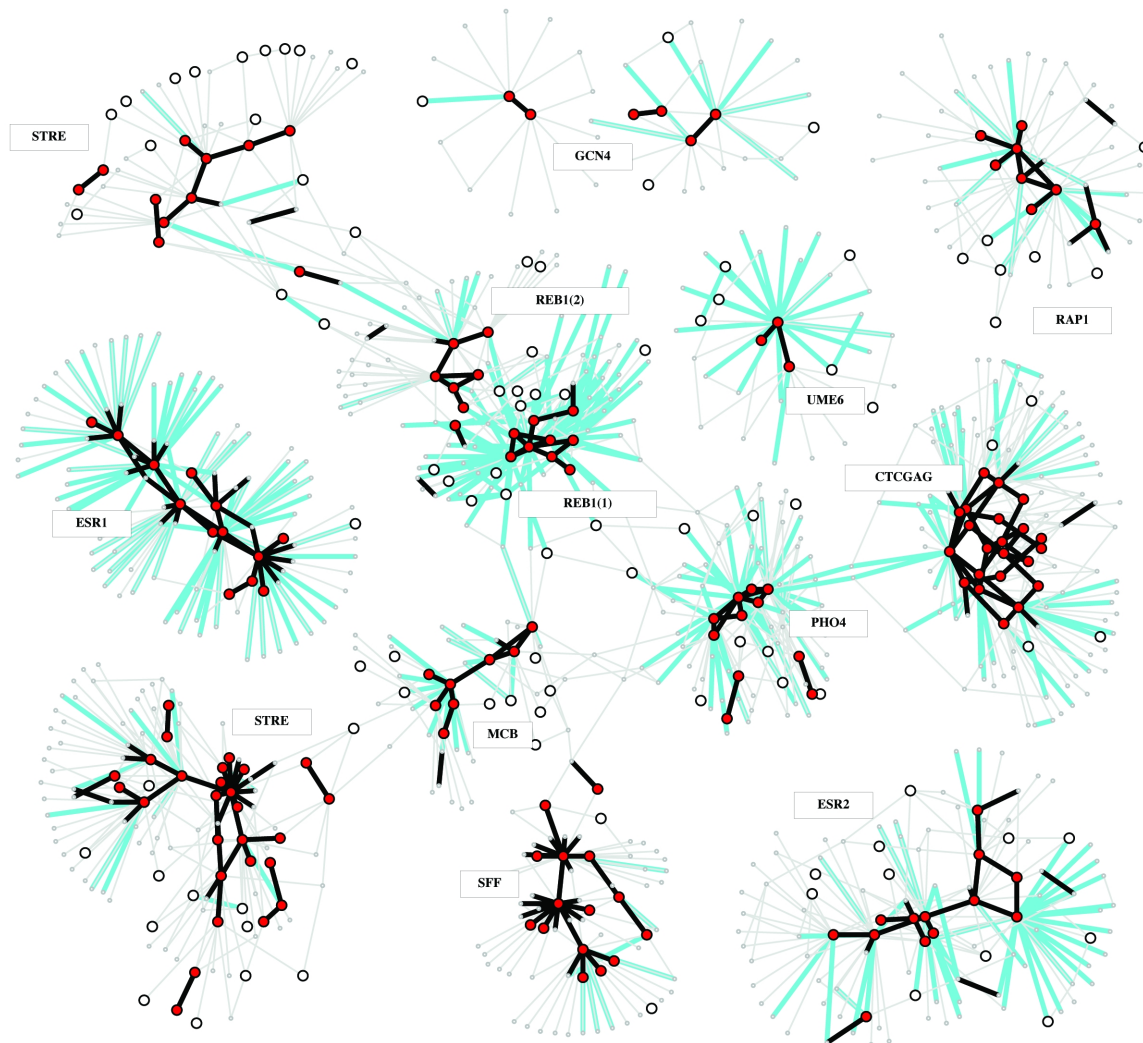 STRE
GCN4
REB1(2)
RAP1
UME6
CTCGAG
ESR1
REB1(1)
PHO4
STRE
MCB
ESR2
SFF